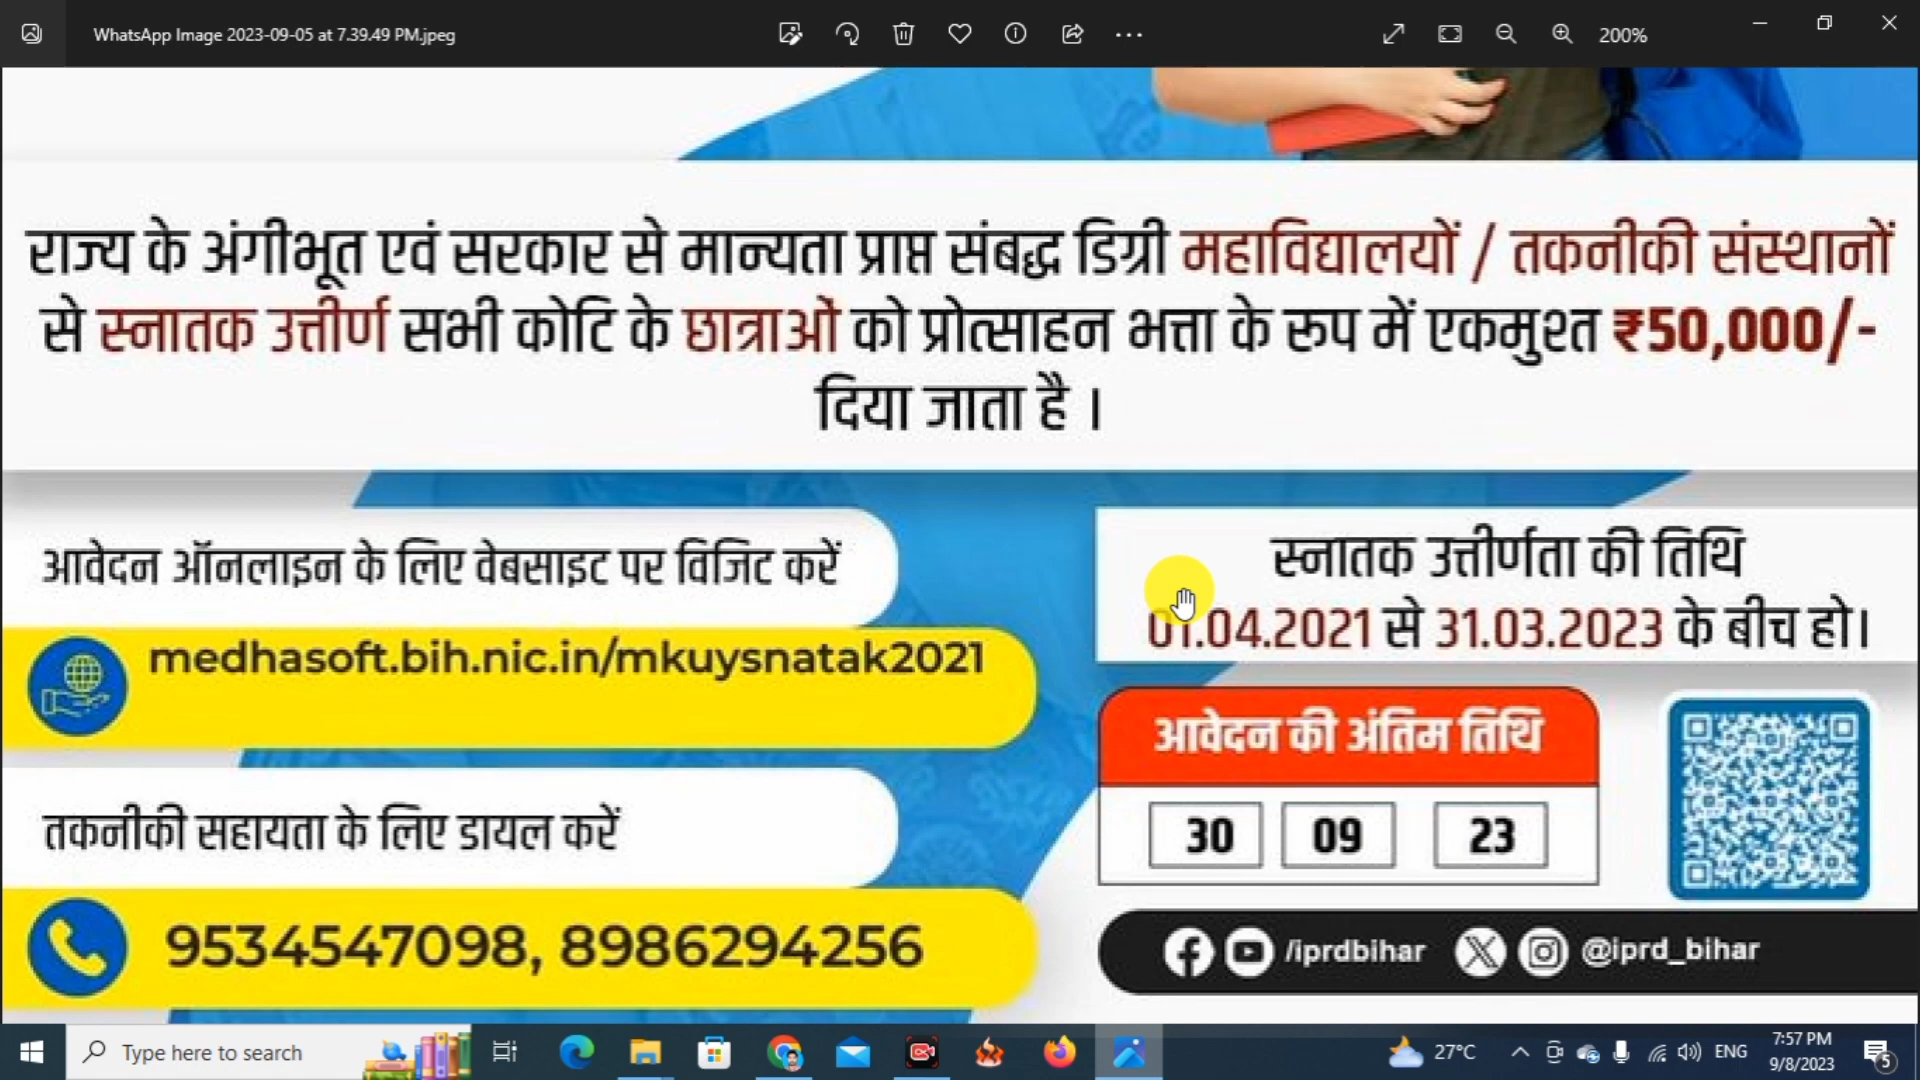 WhatsApp Image 2023-09-05 at 7.39.49 PM.jpeg
200%
राज्य के अंगीभूत एवं सरकार से मान्यता प्राप्त संबद्ध डिग्री महाविद्यालयों / तकनीकी संस्थानों
से स्नातक उत्तीर्ण सभी कोटि के छात्राओं को प्रोत्साहन भत्ता के रूप में एकमुश्त ₹50,000/-
दिया जाता है ।
आवेदन ऑनलाइन के लिए वेबसाइट पर विजिट करें
medhasoft.bih.nic.in/mkuysnatak2021
तकनीकी सहायता के लिए डायल करें
9534547098, 8986294256
स्नातक उत्तीर्णता की तिथि
01.04.2021 से 31.03.2023 के बीच हो।
आवेदन की अंतिम तिथि
30 09 23
/iprdbihar @iprd_bihar
Type here to search
27°C
ENG
7:57 PM
9/8/2023
5